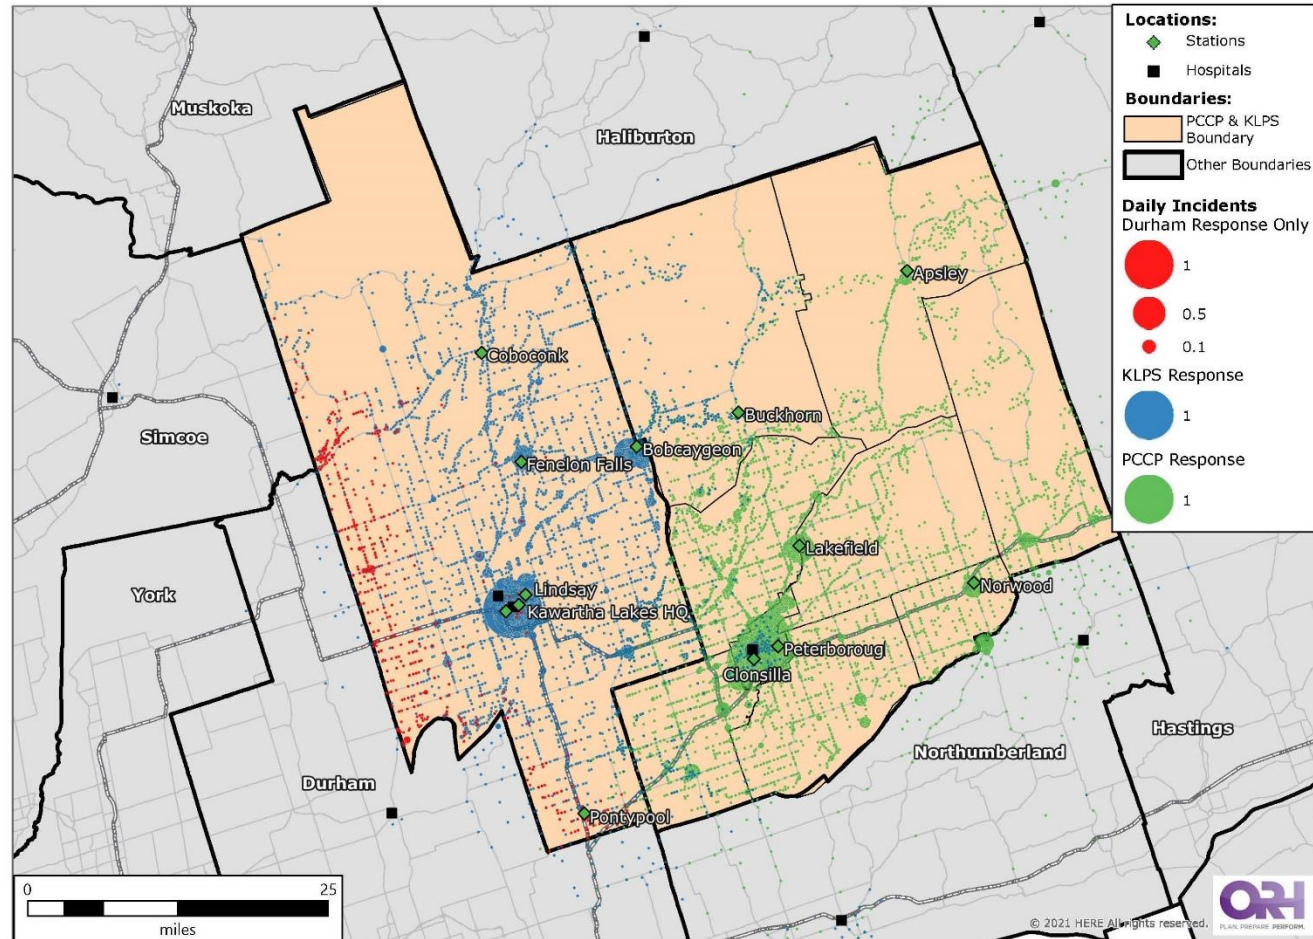 Locations:
Stations
Hospitals
Boundaries:
PCCP & KLPS
Boundary
Other Boundaries
Daily Incidents
Durham Response Only
1
0.5
0.1
KLPS Response
1
PCCP Response
1
Muskoka
Haliburton
Apsley
Coboconk
Buckhorn
Simcoe
Bobcaygeon
Fenelon Falls
Lakefield
Norwood
York
Lindsay
Kawartha Lakes HQ
Peterboroug
Clonsilla
Hastings
Northumberland
Durham
Pontypool
0 25
miles
© 2021 HERE All rights reserved.
ORH
PLAN. PREPARE. PERFORM.